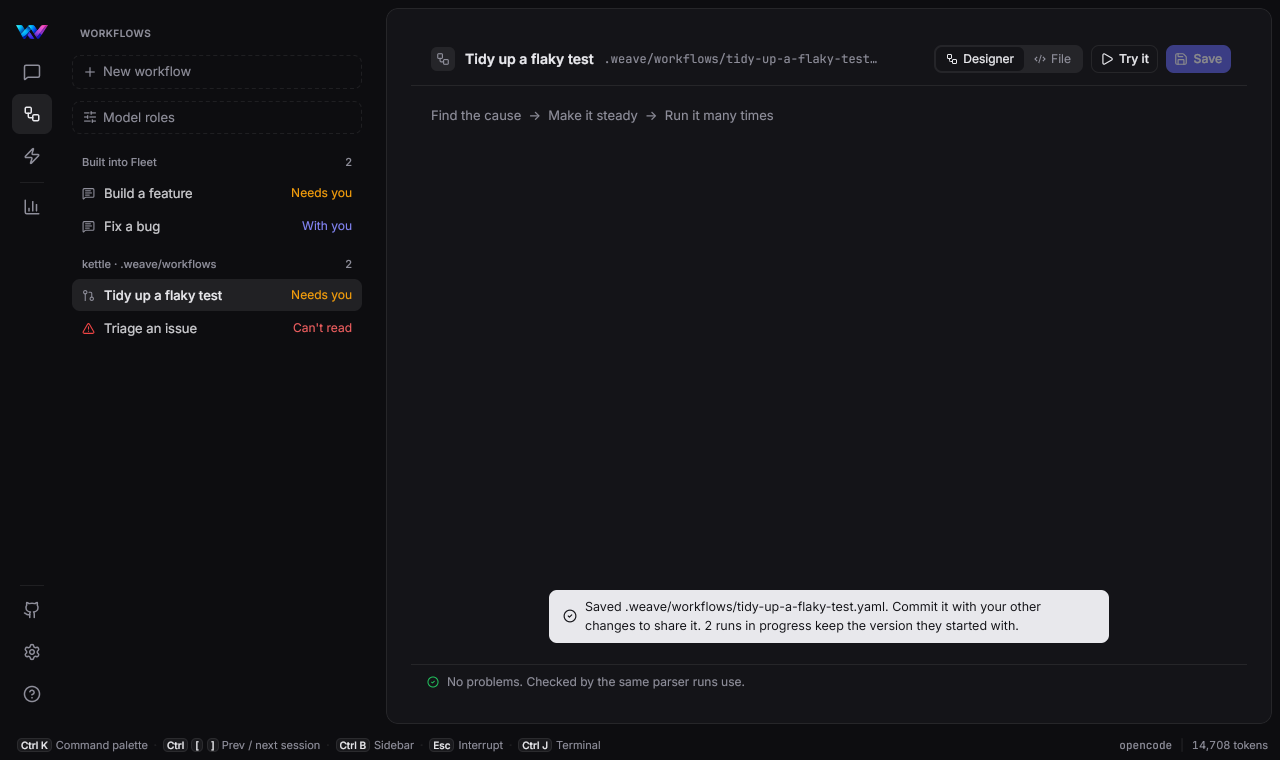 WORKFLOWS
New workflow
Model roles
Built into Fleet 2
Build a feature Needs you
Fix a bug With you
kettle · .weave/workflows 2
Tidy up a flaky test Needs you
Triage an issue Can't read
Tidy up a flaky test .weave/workflows/tidy-up-a-flaky-test… Designer File Try it Save
Find the cause → Make it steady → Run it many times
Saved .weave/workflows/tidy-up-a-flaky-test.yaml. Commit it with your other
changes to share it. 2 runs in progress keep the version they started with.
No problems. Checked by the same parser runs use.
Ctrl K Command palette · Ctrl [ ] Prev / next session · Ctrl B Sidebar · Esc Interrupt · Ctrl J Terminal opencode 14,708 tokens